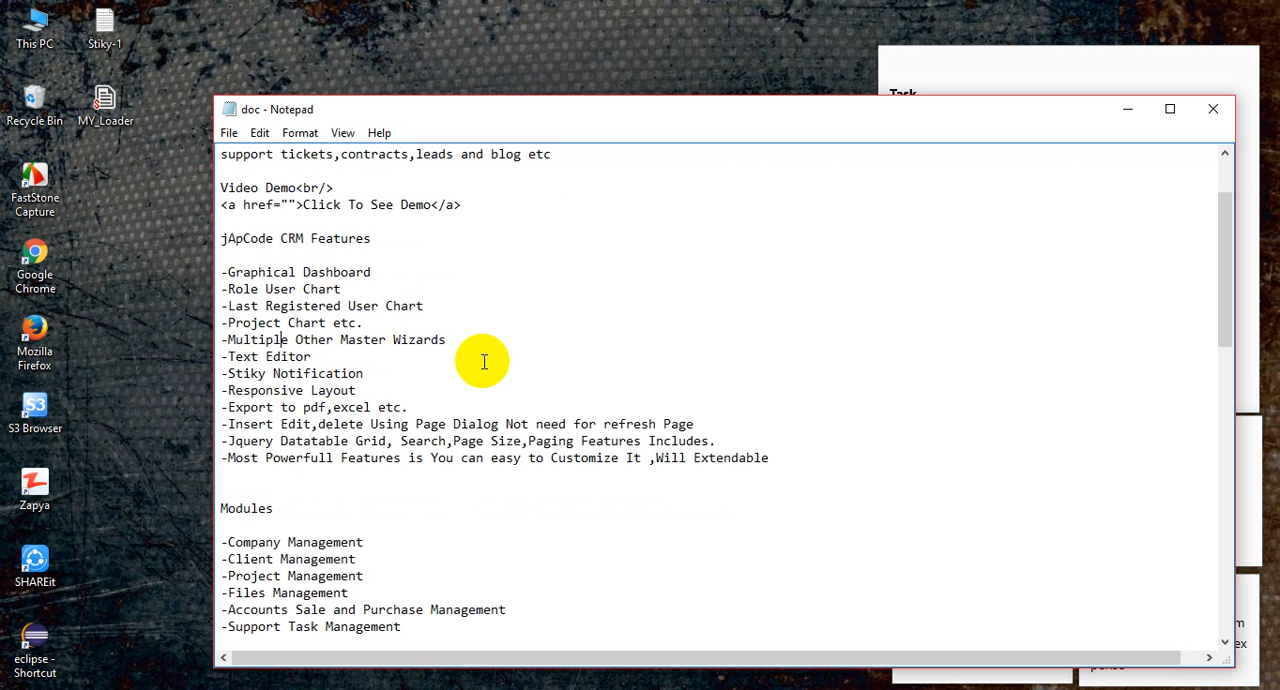 This PC
Stiky-1
Recycle Bin
MY_Loader
FastStone
Capture
Google
Chrome
Mozilla
Firefox
S3
S3 Browser
Zapya
SHAREit
eclipse -
Shortcut
Task
doc - Notepad
File Edit Format View Help
support tickets,contracts,leads and blog etc
Video Demo<br/>
<a href="">Click To See Demo</a>
jApCode CRM Features
-Graphical Dashboard
-Role User Chart
-Last Registered User Chart
-Project Chart etc.
-Multiple Other Master Wizards
-Text Editor
-Stiky Notification
-Responsive Layout
-Export to pdf,excel etc.
-Insert Edit,delete Using Page Dialog Not need for refresh Page
-Jquery Datatable Grid, Search,Page Size,Paging Features Includes.
-Most Powerfull Features is You can easy to Customize It ,Will Extendable
Modules
-Company Management
-Client Management
-Project Management
-Files Management
-Accounts Sale and Purchase Management
-Support Task Management